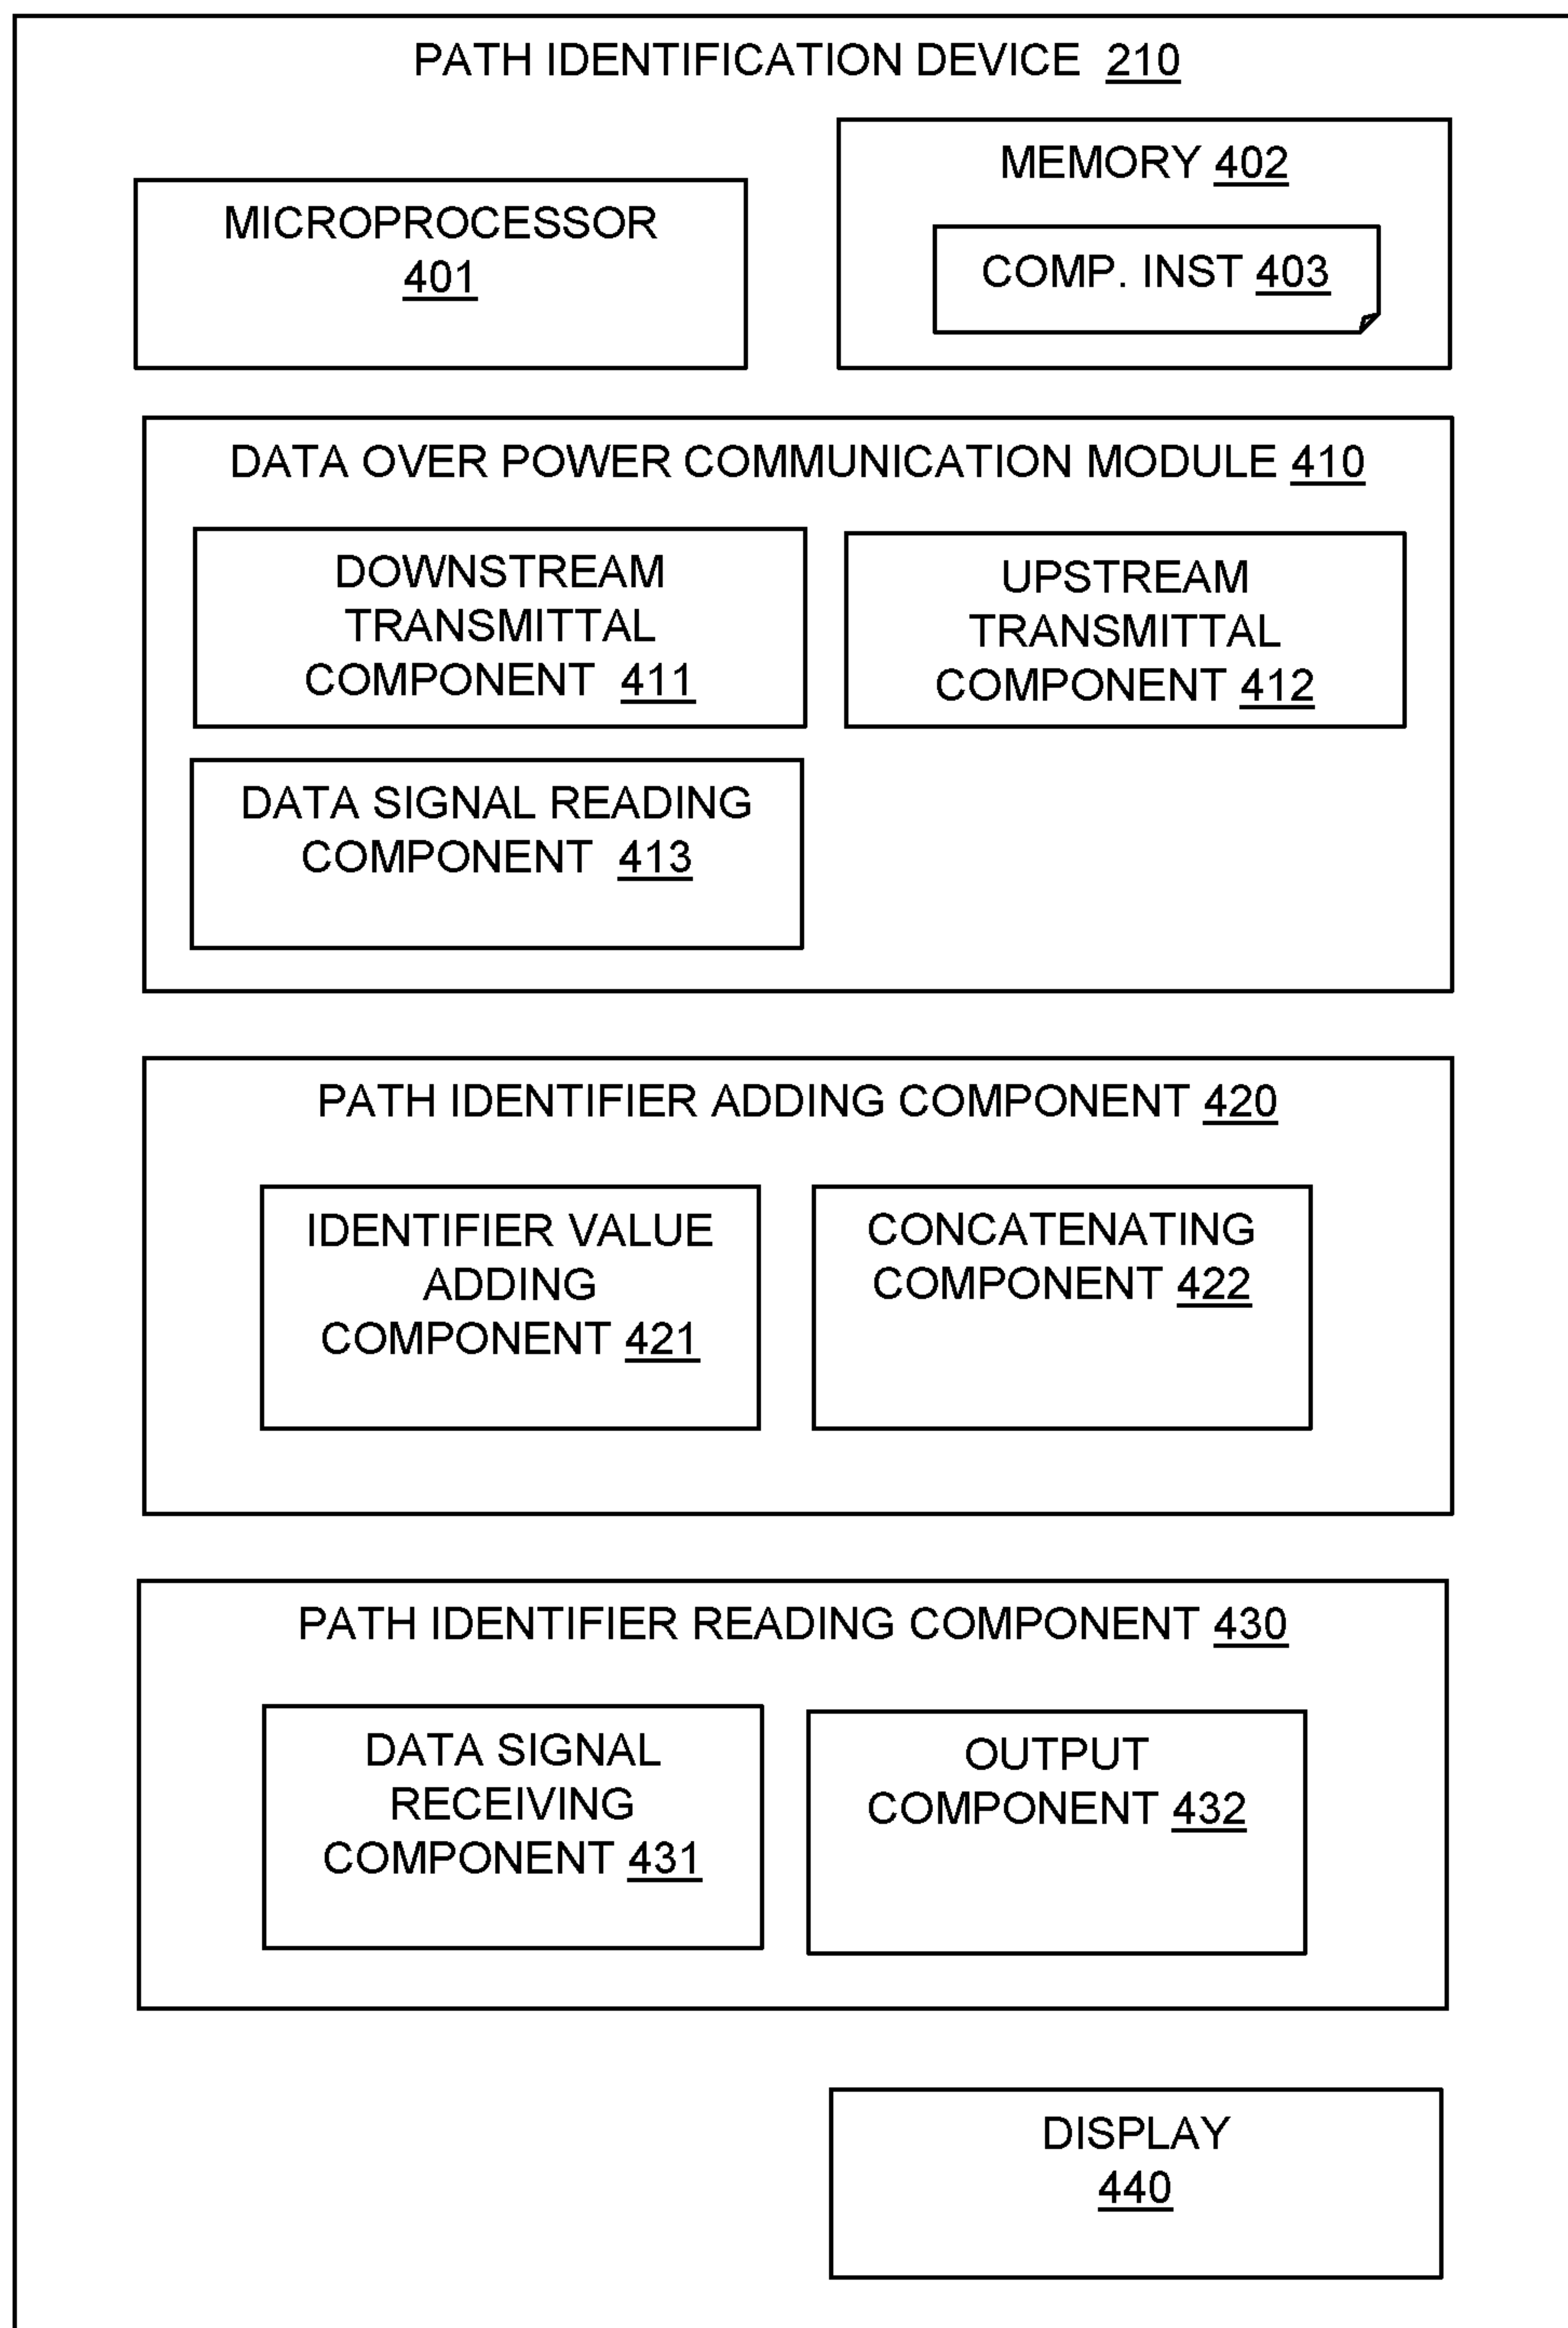 PATH IDENTIFICATION DEVICE 210
MICROPROCESSOR
401
MEMORY 402
COMP. INST 403
DATA OVER POWER COMMUNICATION MODULE 410
DOWNSTREAM
TRANSMITTAL
COMPONENT 411
UPSTREAM
TRANSMITTAL
COMPONENT 412
DATA SIGNAL READING
COMPONENT 413
PATH IDENTIFIER ADDING COMPONENT 420
IDENTIFIER VALUE
ADDING
COMPONENT 421
CONCATENATING
COMPONENT 422
PATH IDENTIFIER READING COMPONENT 430
DATA SIGNAL
RECEIVING
COMPONENT 431
OUTPUT
COMPONENT 432
DISPLAY
440